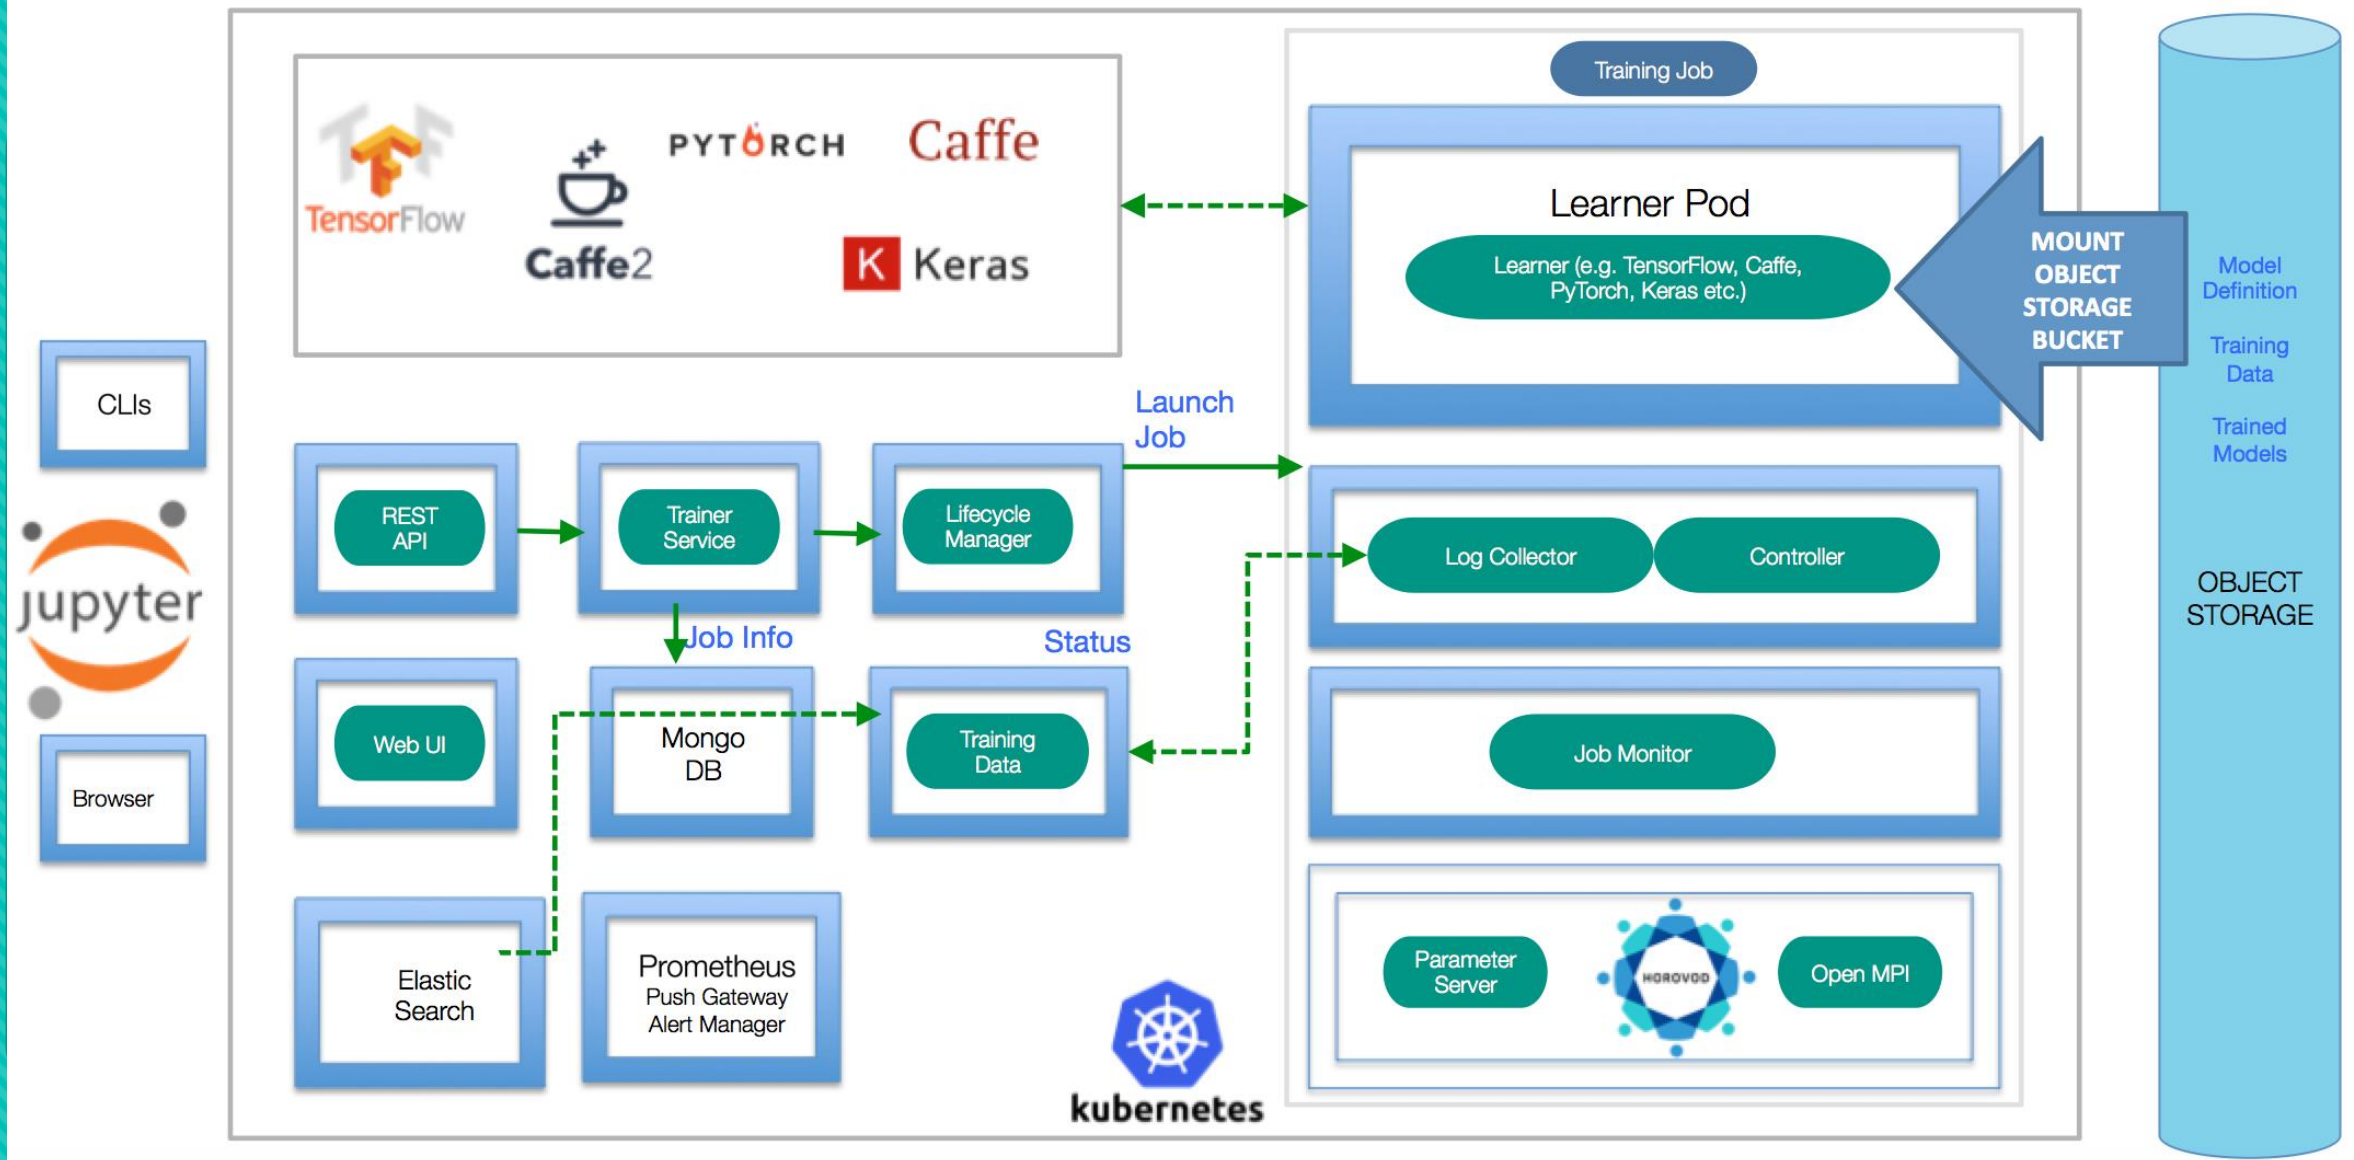 Training Job
TensorFlow
Caffe2
PYTORCH
Caffe
Keras
K
Learner Pod
Learner (e.g. TensorFlow, Caffe,
PyTorch, Keras etc.)
MOUNT
OBJECT
STORAGE
BUCKET
Model
Definition
Training
Data
Trained
Models
OBJECT
STORAGE
CLIs
jupyter
Browser
Launch
Job
REST
API
Trainer
Service
Lifecycle
Manager
Log Collector
Controller
Job Info
Status
Web UI
Mongo
DB
Training
Data
Job Monitor
Elastic
Search
Prometheus
Push Gateway
Alert Manager
kubernetes
Parameter
Server
HOROVOD
Open MPI